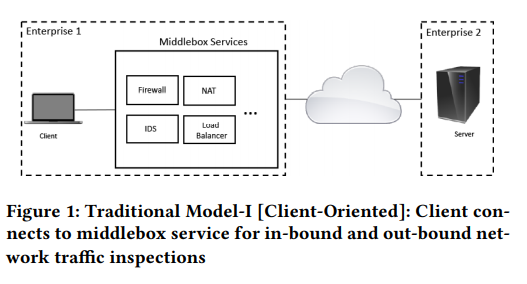 Enterprise 1
Enterprise 2
Middlebox Services
Firewall
NAT
IDS
Load
Balancer
...
Client
Server
Figure 1: Traditional Model-I [Client-Oriented]: Client con-
nects to middlebox service for in-bound and out-bound net-
work traffic inspections